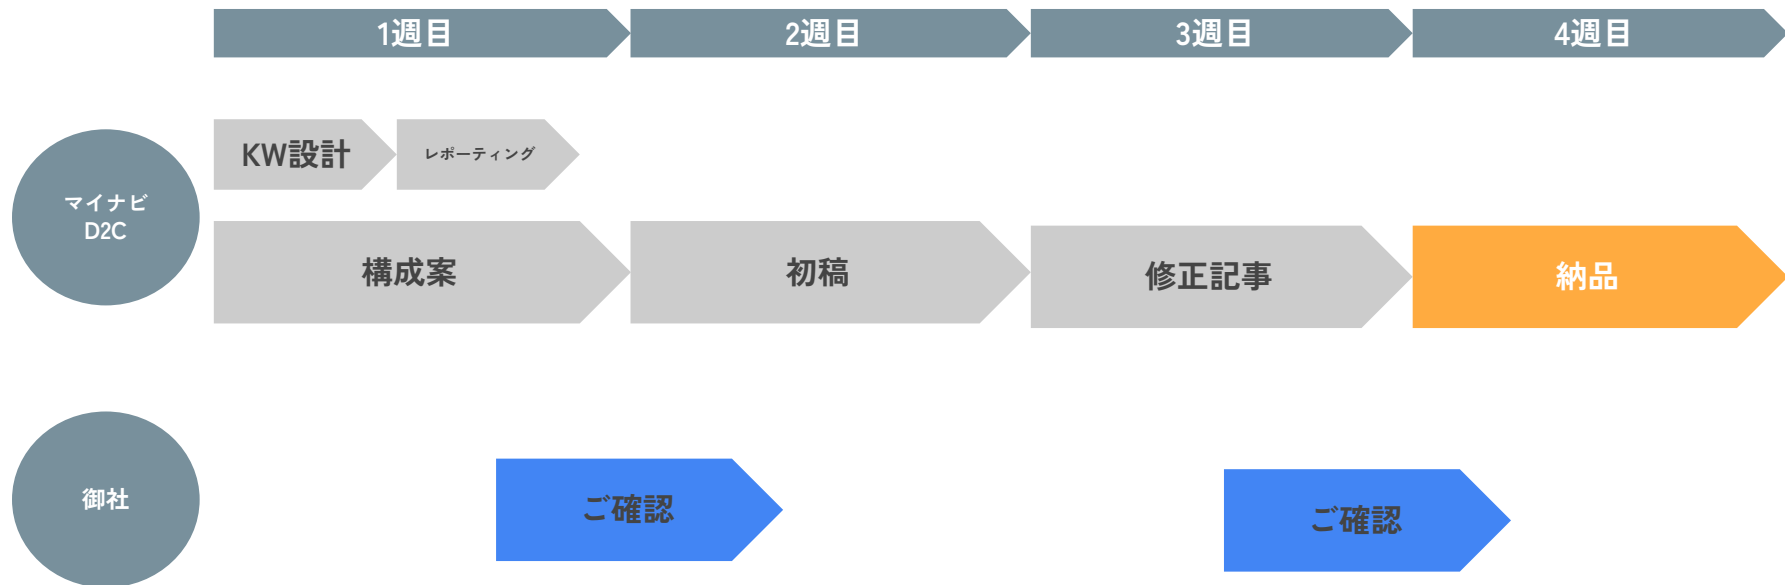 1週目
2週目
3週目
4週目
KW設計
レポーティング
マイナビ
D2C
構成案
初稿
修正記事
納品
御社
ご確認
ご確認